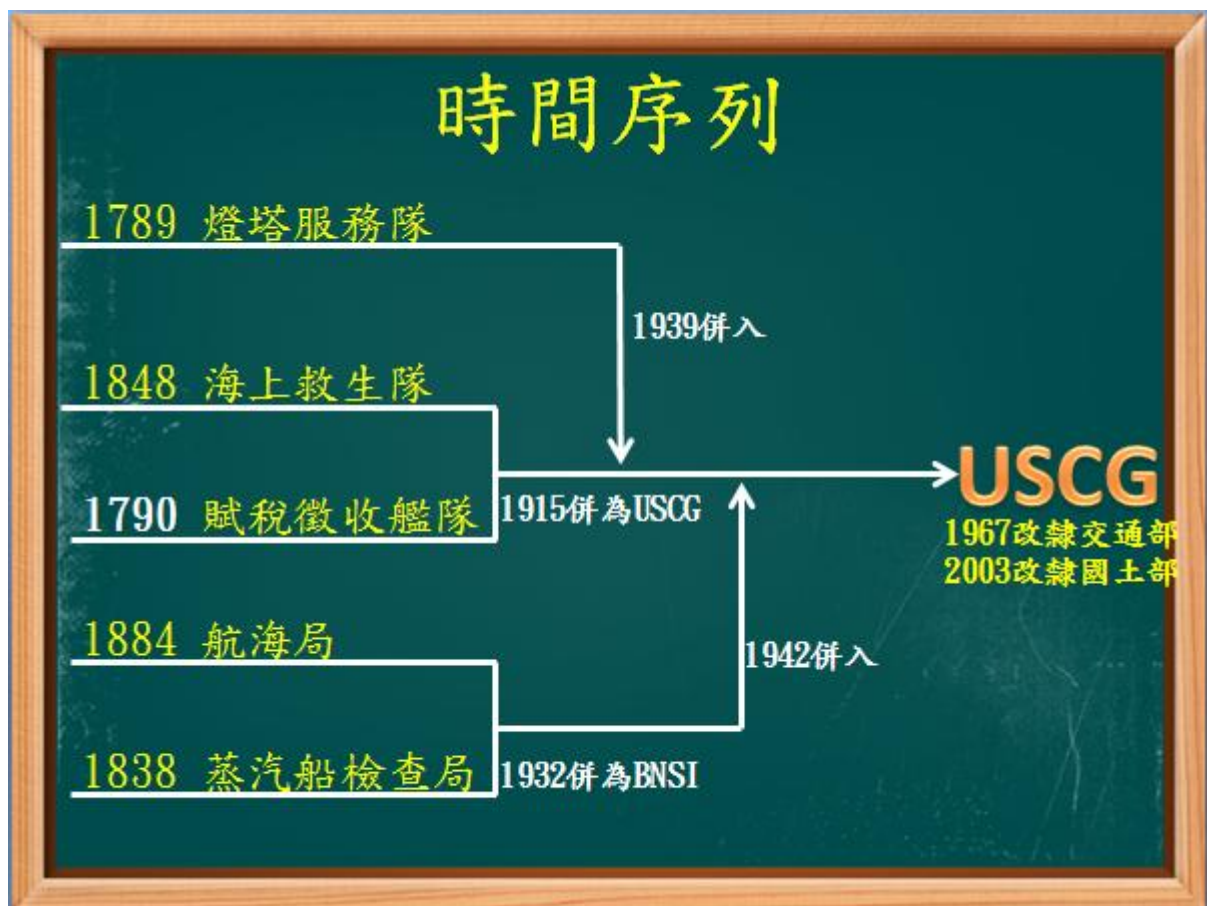 時間序列
1789 燈塔服務隊
1939併入
1848 海上救生隊
1790 賦稅徵收艦隊
1915併為USCG
USCG
1967改隸交通部
2003改隸國土部
1884 航海局
1942併入
1838 蒸汽船檢查局
1932併為BNSI